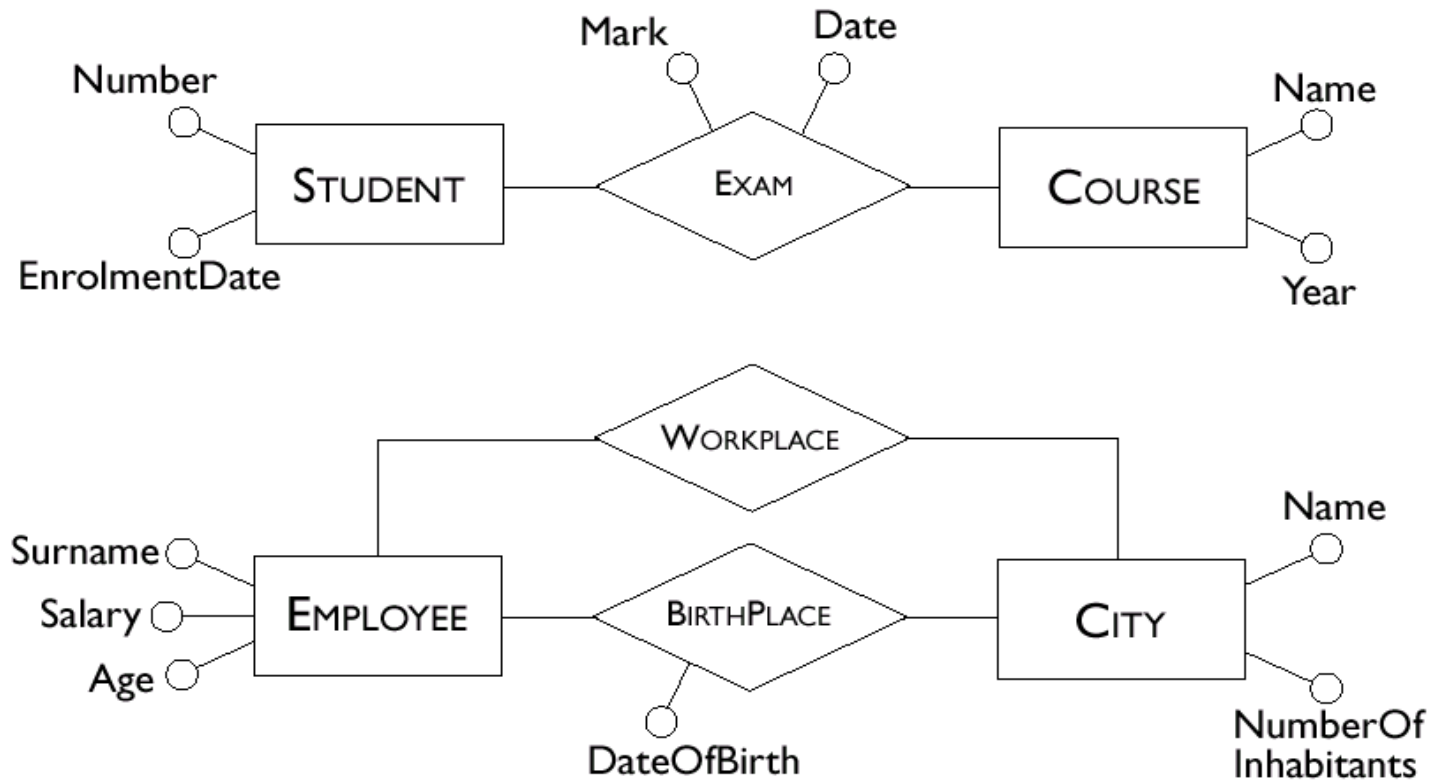 Mark
Date
Number
Name
STUDENT
EXAM
COURSE
EnrolmentDate
Year
WORKPLACE
Name
Surname
Salary
EMPLOYEE
BIRTHPLACE
CITY
Age
NumberOf
Inhabitants
DateOfBirth